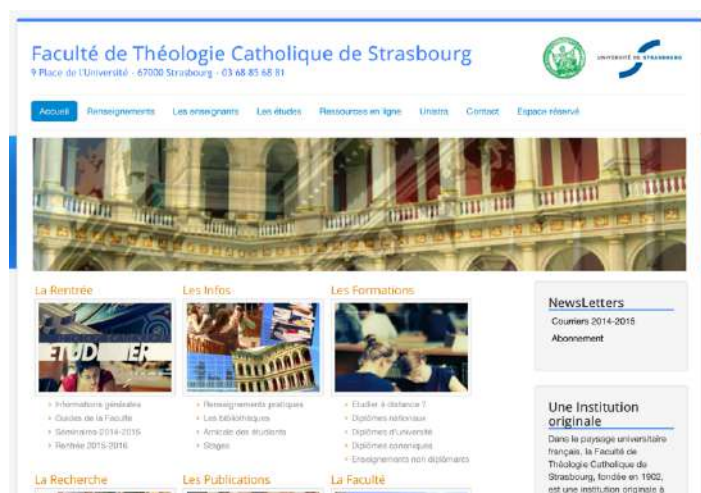 Faculté de Théologie Catholique de Strasbourg
9 Place de l'Université - 67000 Strasbourg - 03 68 85 68 81
UNIVERSITÉ DE STRASBOURG
Accueil Renseignements Les enseignants Les études Ressources en ligne Unistra Contact Espace réservé
La Rentrée
ETUDIER
Informations générales
Guides de la Faculté
Séminaires 2014-2015
Rentrée 2015-2016
Les Infos
Renseignements pratiques
Les bibliothèques
Amicale des étudiants
Stages
Les Formations
Etudier à distance ?
Diplômes nationaux
Diplômes d'université
Diplômes canoniques
Enseignements non diplômants
NewsLetters
Courriers 2014-2015
Abonnement
Une Institution
originale
Dans le paysage universitaire
français, la Faculté de
Théologie Catholique de
Strasbourg, fondée en 1902,
est une institution originale à
La Recherche
Les Publications
La Faculté